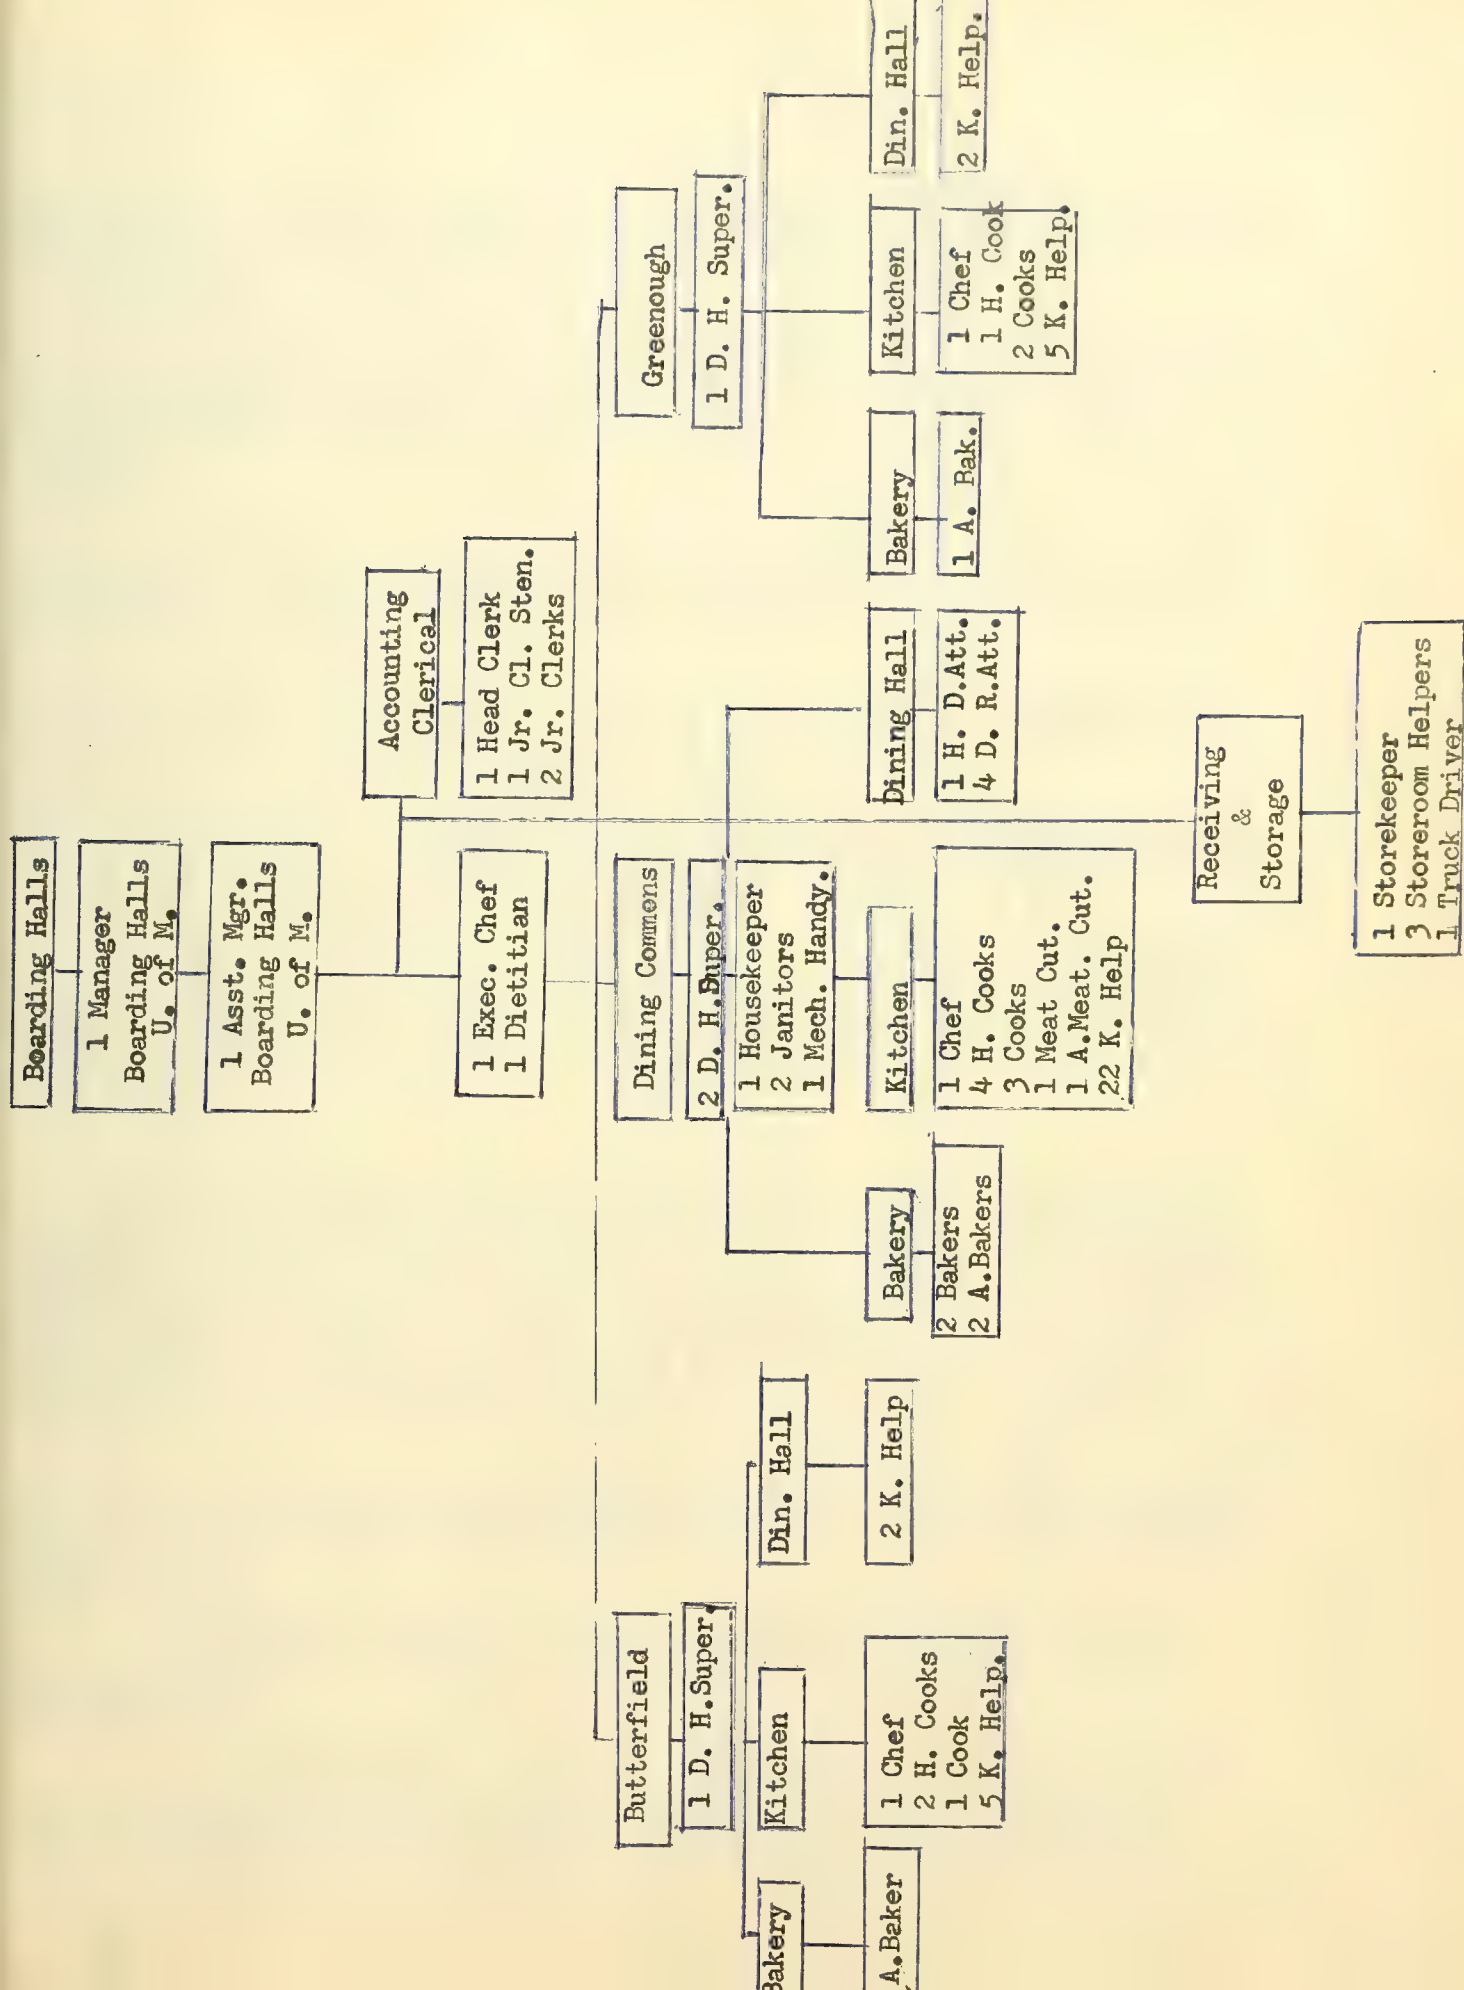 Boarding Halls
1 Manager
Boarding Halls
U. of M.
1 Asst. Mgr.
Boarding Halls
U. of M.
Accounting
Clerical
1 Head Clerk
1 Jr. Cl. Sten.
2 Jr. Clerks
1 Exec. Chef
1 Dietitian
Butterfield
1 D. H.Super.
Bakery
A.Baker
Kitchen
1 Chef
2 H. Cooks
1 Cook
5 K. Help.
Din. Hall
2 K. Help
Dining Commons
2 D. H.Super.
1 Housekeeper
2 Janitors
1 Mech. Handy.
Bakery
2 Bakers
2 A.Bakers
Kitchen
1 Chef
4 H. Cooks
3 Cooks
1 Meat Cut.
1 A.Meat. Cut.
22 K. Help
Dining Hall
1 H. D.Att.
4 D. R.Att.
Greenough
1 D. H. Super.
Bakery
1 A. Bak.
Kitchen
1 Chef
1 H. Cook
2 Cooks
5 K. Help.
Din. Hall
2 K. Help.
Receiving
&
Storage
1 Storekeeper
3 Storeroom Helpers
1 Truck Driver